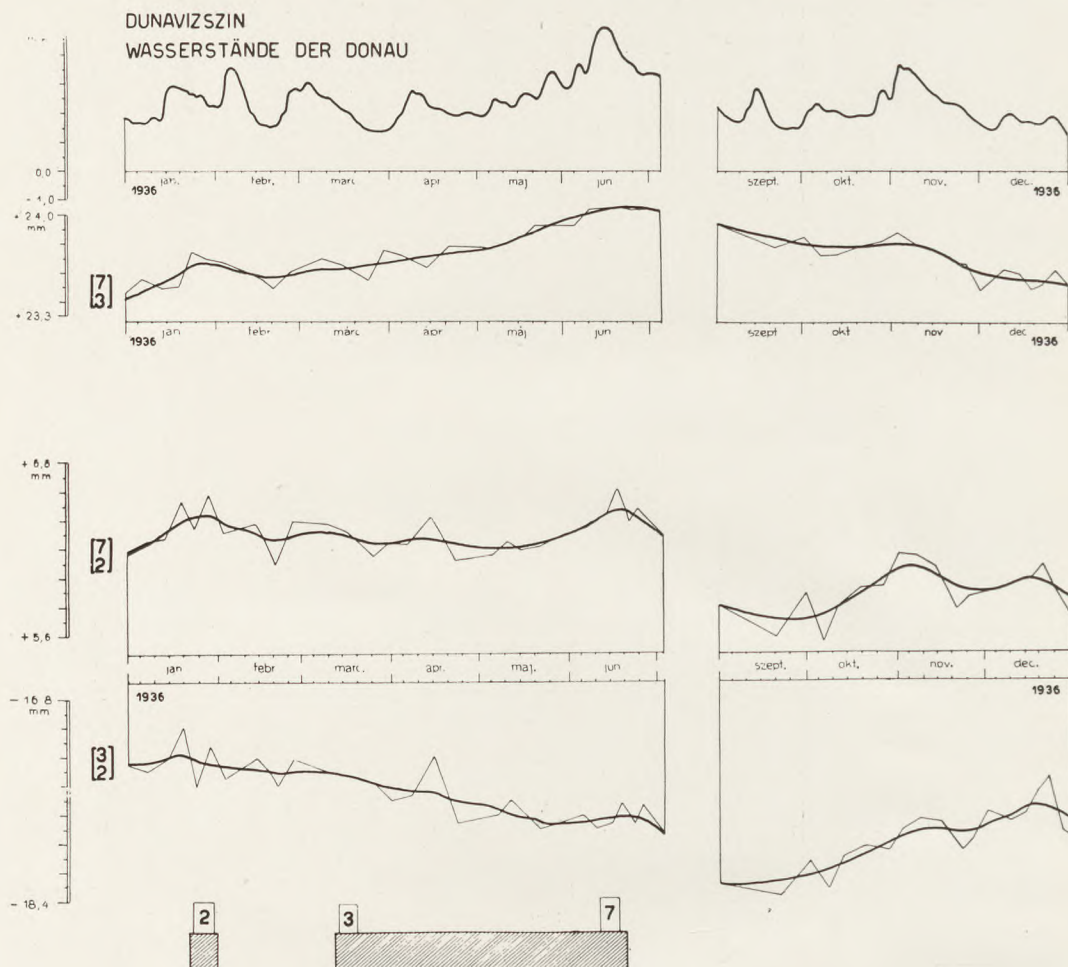 DUNAVIZSZIN
WASSERSTÄNDE DER DONAU
0,0
- 1,0
1936
jan.
febr.
marc
apr
maj
jun
szept.
okt.
nov.
dec.
1936
+ 24,0
mm
[7
3]
+ 23,3
1936
jan
febr
márc
apr
máj
jun
szept
okt
nov
dec
1936
+ 6,8
mm
[7
2]
+ 5,6
jan
febr
marc.
apr.
maj.
jun
szept.
okt.
nov.
dec.
- 16 8
mm
1936
1936
[3
2]
- 18,4
2
3
7